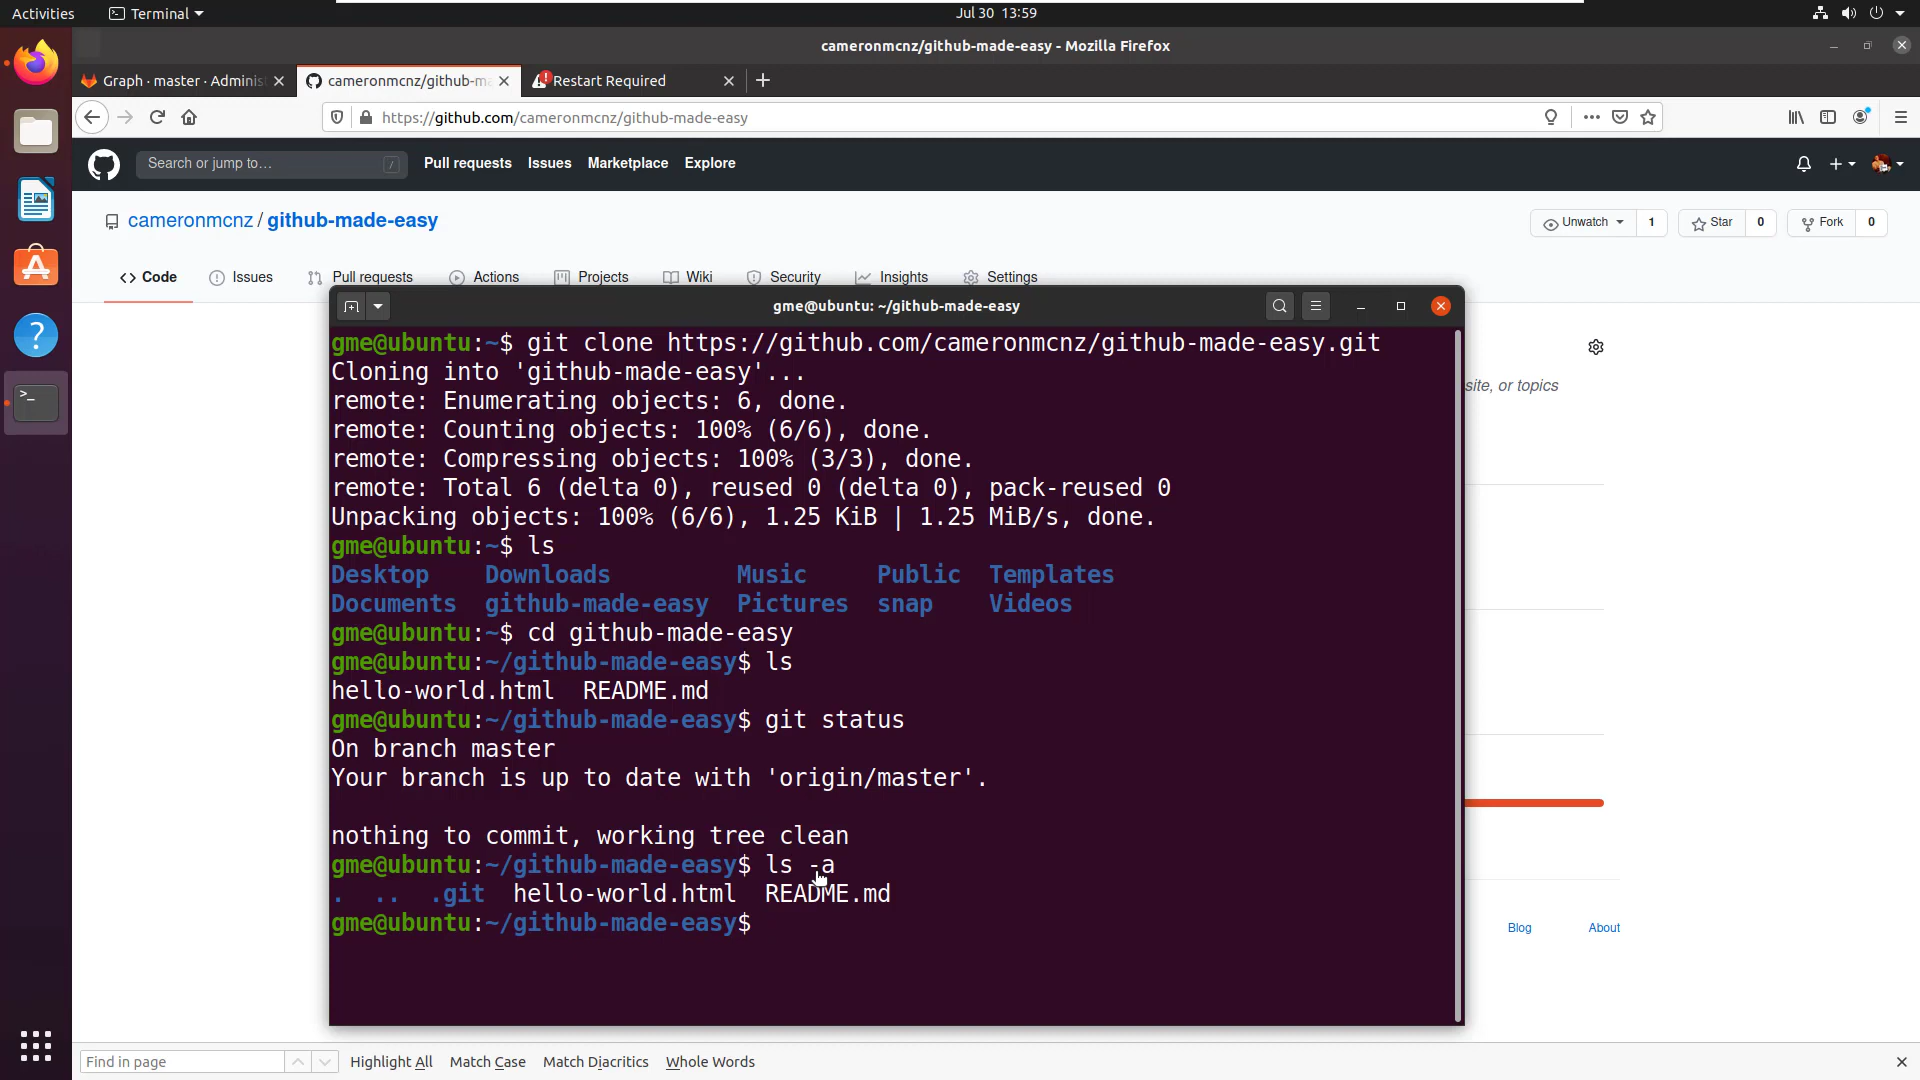 Activities
Terminal
Jul 30 13:59
cameronmcnz/github-made-easy - Mozilla Firefox
Graph · master · Adminis
cameronmcnz/github-ma
Restart Required
https://github.com/cameronmcnz/github-made-easy
Search or jump to…
/
Pull requests
Issues
Marketplace
Explore
cameronmcnz / github-made-easy
Unwatch
1
Star
0
Fork
0
Code
Issues
Pull requests
Actions
Projects
Wiki
Security
Insights
Settings
gme@ubuntu: ~/github-made-easy
gme@ubuntu:~$ git clone https://github.com/cameronmcnz/github-made-easy.git
Cloning into 'github-made-easy'...
remote: Enumerating objects: 6, done.
remote: Counting objects: 100% (6/6), done.
remote: Compressing objects: 100% (3/3), done.
remote: Total 6 (delta 0), reused 0 (delta 0), pack-reused 0
Unpacking objects: 100% (6/6), 1.25 KiB | 1.25 MiB/s, done.
gme@ubuntu:~$ ls
Desktop Downloads Music Public Templates
Documents github-made-easy Pictures snap Videos
gme@ubuntu:~$ cd github-made-easy
gme@ubuntu:~/github-made-easy$ ls
hello-world.html README.md
gme@ubuntu:~/github-made-easy$ git status
On branch master
Your branch is up to date with 'origin/master'.
nothing to commit, working tree clean
gme@ubuntu:~/github-made-easy$ ls -a
. .. .git hello-world.html README.md
gme@ubuntu:~/github-made-easy$
site, or topics
Blog
About
Find in page
Highlight All
Match Case
Match Diacritics
Whole Words